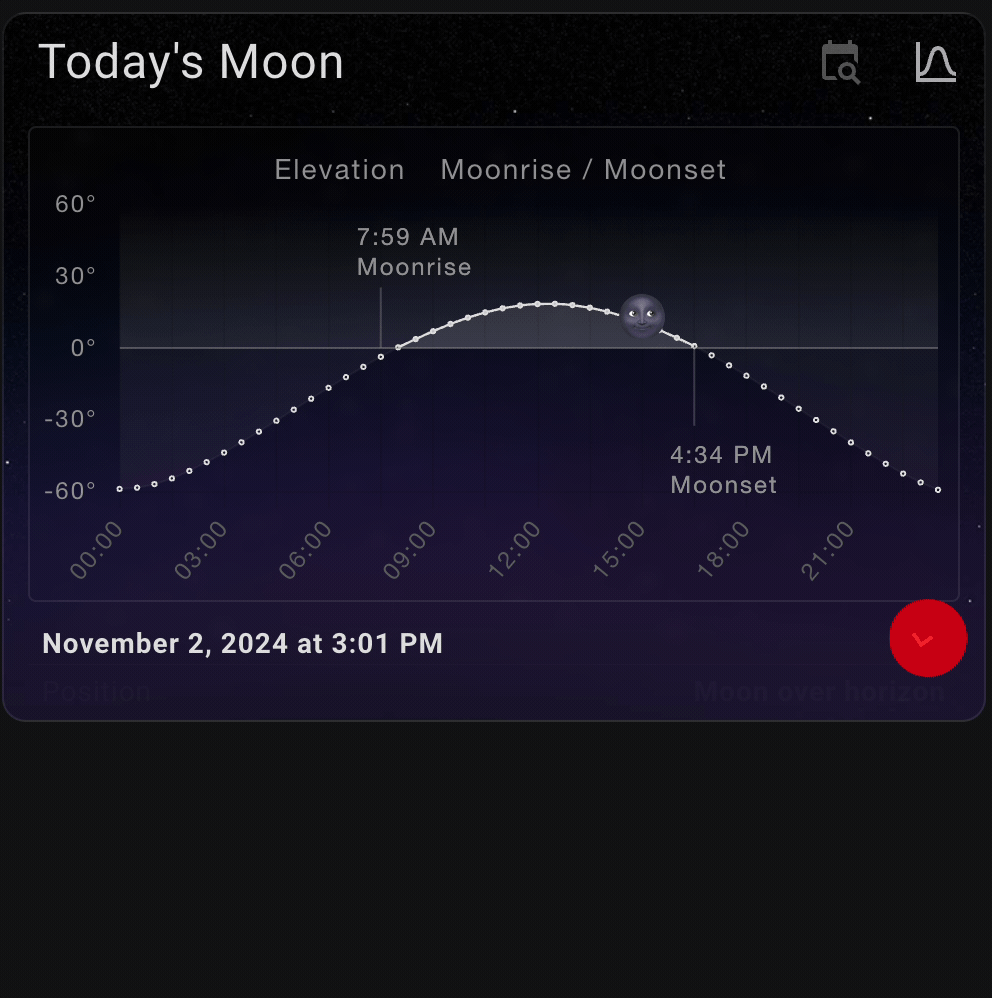 Today's Moon
Elevation Moonrise / Moonset
60°
7:59 AM
Moonrise
30°
0°
-30°
4:34 PM
Moonset
-60°
00:00 03:00 06:00 09:00 12:00 15:00 18:00 21:00
November 2, 2024 at 3:01 PM
Position Moon over horizon